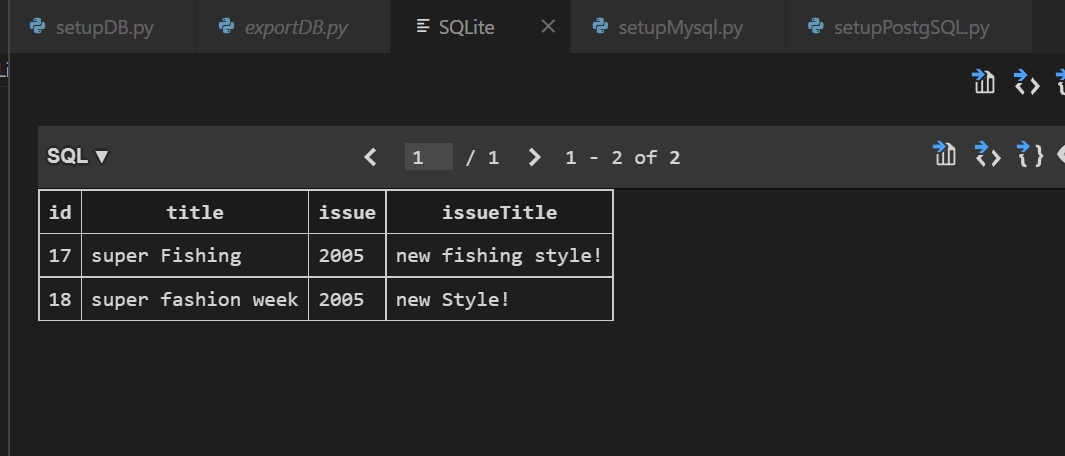 setupDB.py exportDB.py SQLite setupMysql.py setupPostgSQL.py
Li
SQL ▼ 1 / 1 1 - 2 of 2
id title issue issueTitle
17 super Fishing 2005 new fishing style!
18 super fashion week 2005 new Style!